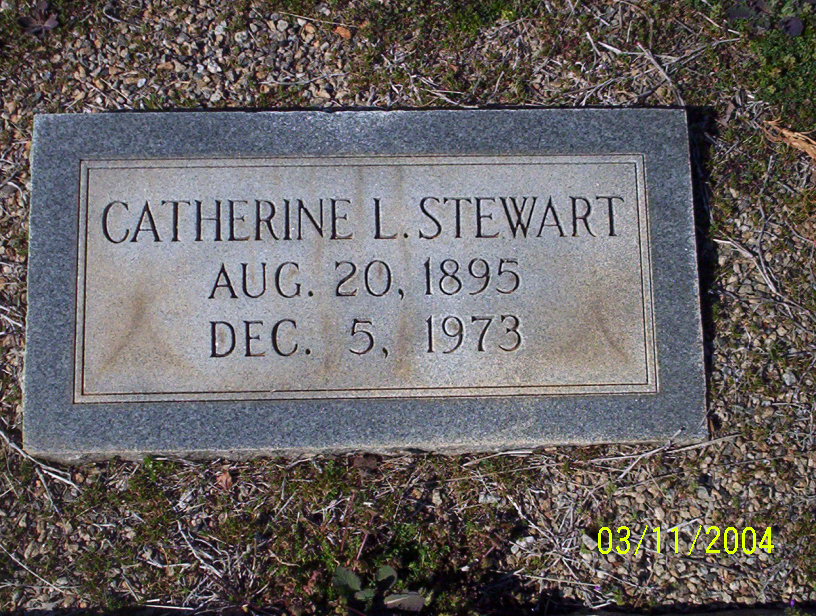 CATHERINE L. STEWART
AUG. 20, 1895
DEC. 5, 1973
03/11/2004